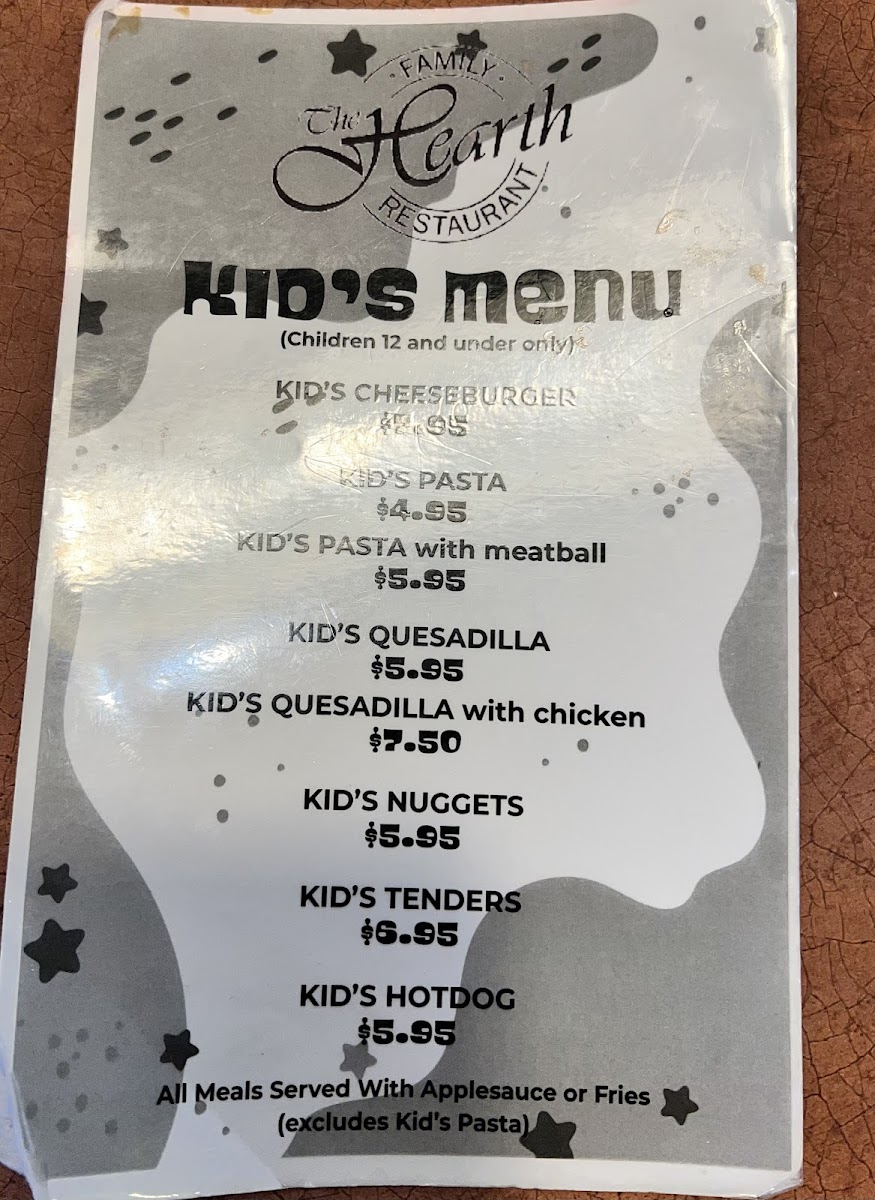 FAMILY
The Hearth
RESTAURANT
KID'S menu
(Children 12 and under only)
KID'S CHEESEBURGER
KID'S PASTA
$4.95
KID'S PASTA with meatball
$5.95
KID'S QUESADILLA
$5.95
KID'S QUESADILLA with chicken
$7.50
KID'S NUGGETS
$5.95
KID'S TENDERS
$6.95
KID'S HOTDOG
$5.95
All Meals Served With Applesauce or Fries
(excludes Kid's Pasta)